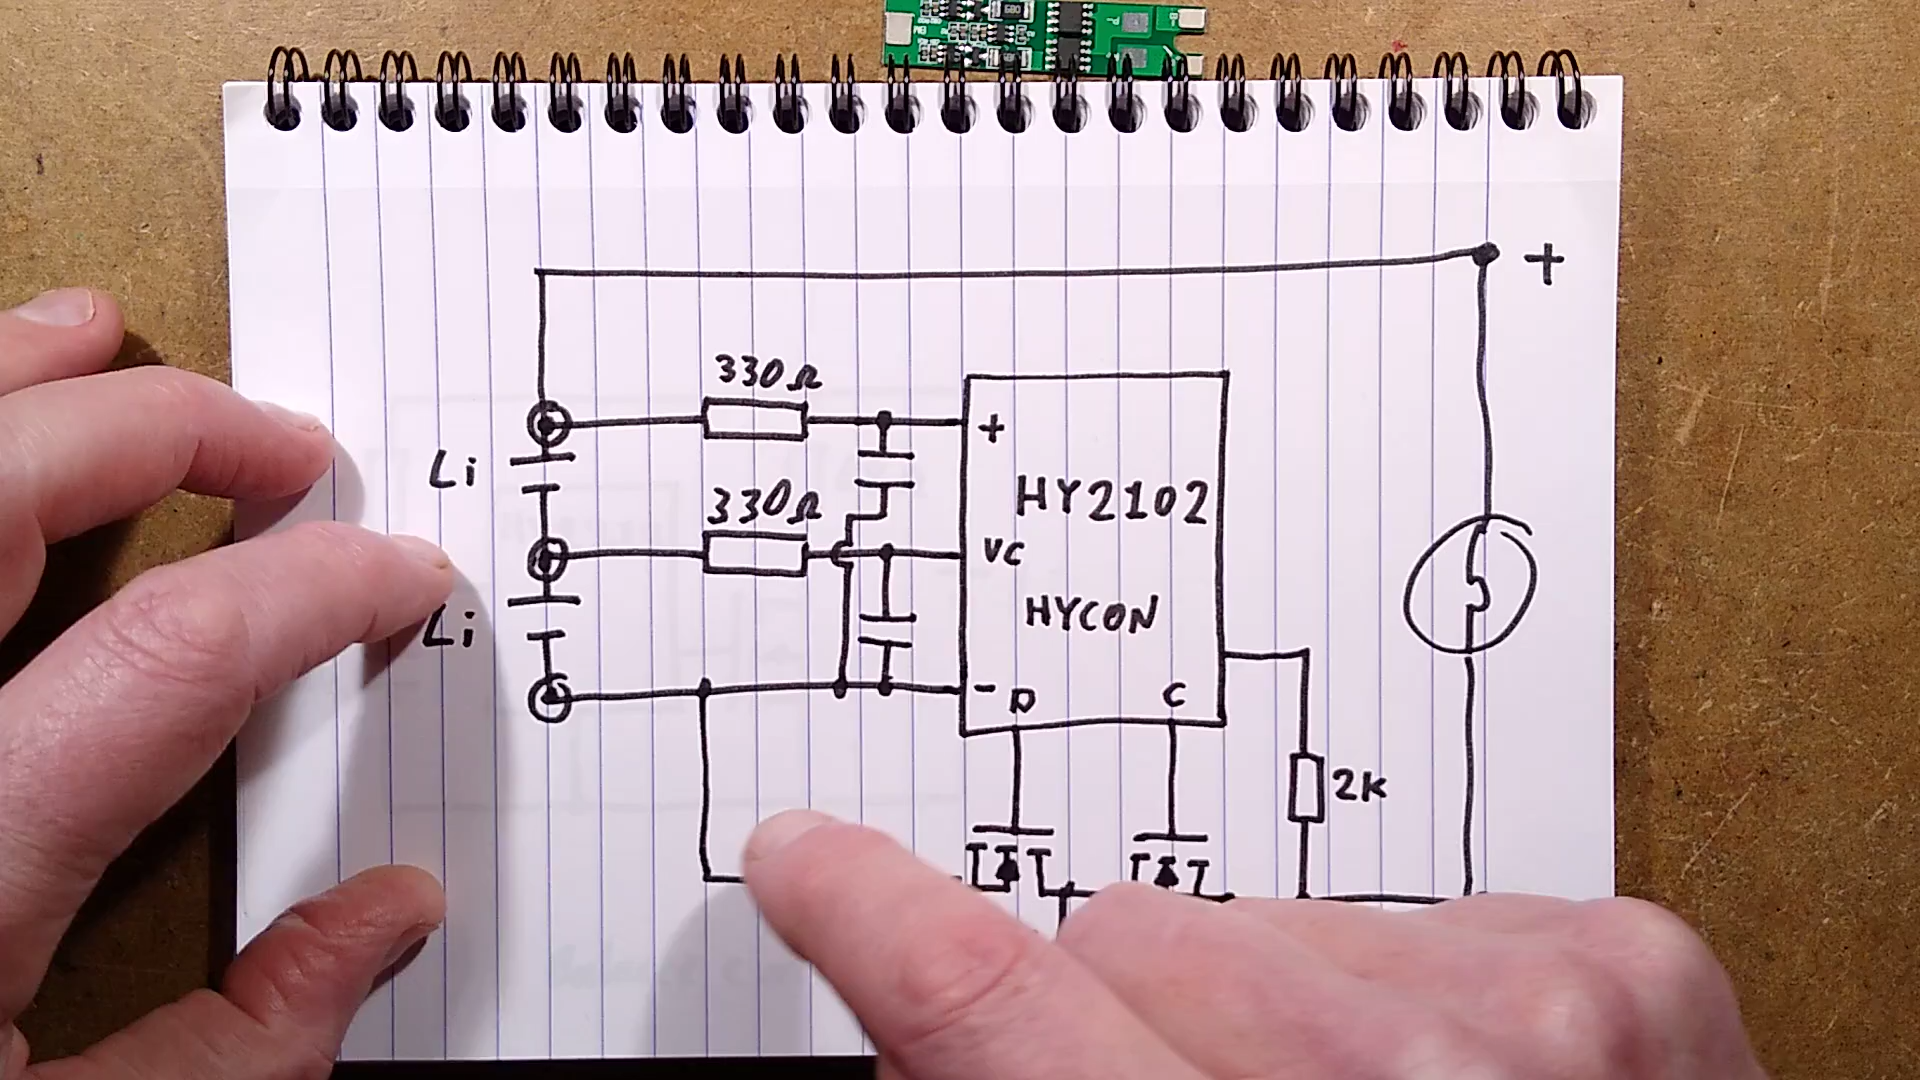 +
330Ω
+
Li
HY2102
330Ω
VC
HYCON
Li
-
D
C
2K